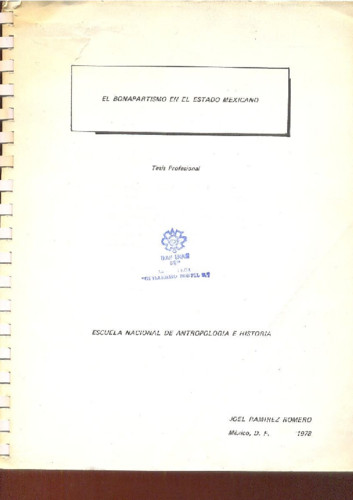 EL BONAPARTISMO EN EL ESTADO MEXICANO
Tesis Profesional
ESCUELA NACIONAL DE ANTROPOLOGIA E HISTORIA
JOEL RAMIREZ ROMERO
México, D. F. 1978